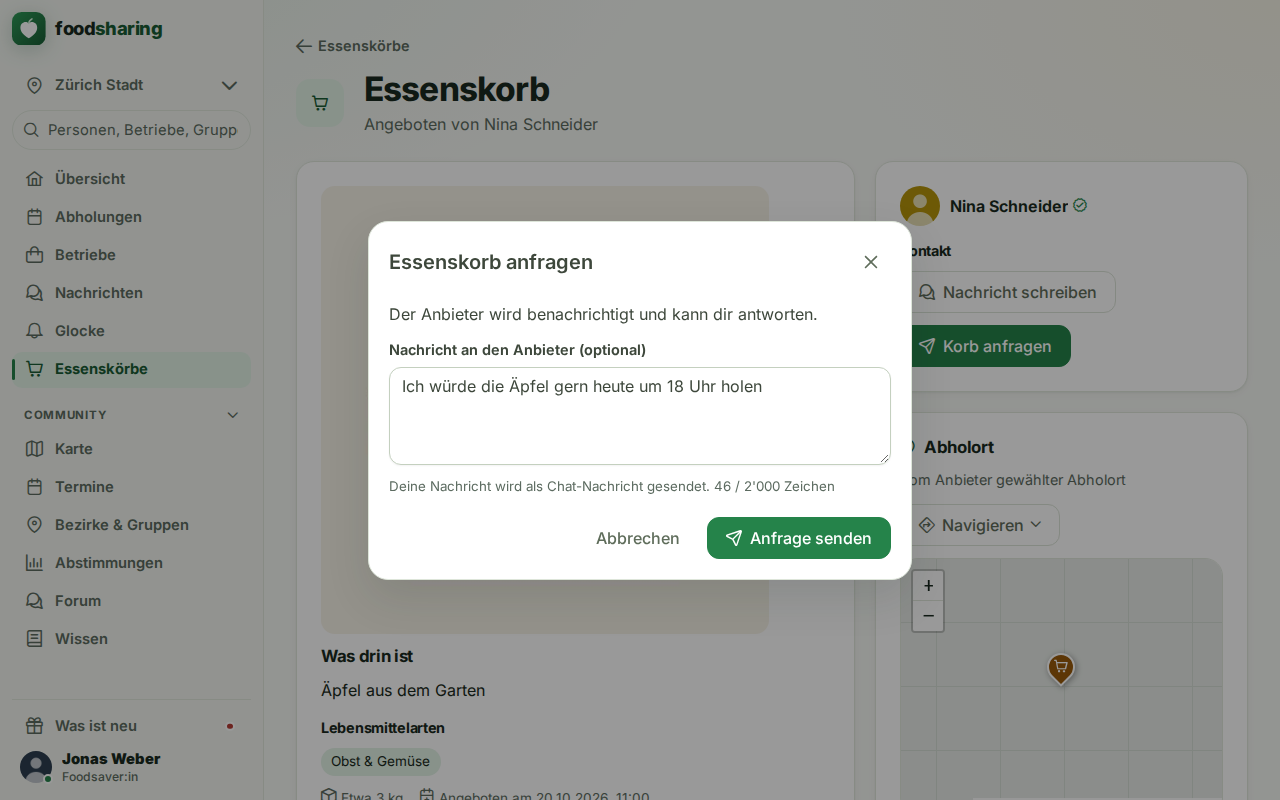 foodsharing
Zürich Stadt
Personen, Betriebe, Grupp
Übersicht
Abholungen
Betriebe
Nachrichten
Glocke
Essenskörbe
COMMUNITY
Karte
Termine
Bezirke & Gruppen
Abstimmungen
Forum
Wissen
Was ist neu
Jonas Weber
Foodsaver:in
Essenskörbe
Essenskorb
Angeboten von Nina Schneider
Was drin ist
Äpfel aus dem Garten
Lebensmittelarten
Obst & Gemüse
Etwa 3 kg
Angeboten am 20.10.2026, 11:00
Essenskorb anfragen
Der Anbieter wird benachrichtigt und kann dir antworten.
Nachricht an den Anbieter (optional)
Ich würde die Äpfel gern heute um 18 Uhr holen
Deine Nachricht wird als Chat-Nachricht gesendet. 46 / 2'000 Zeichen
Abbrechen
Anfrage senden
Nina Schneider
ontakt
Nachricht schreiben
Korb anfragen
Abholort
om Anbieter gewählter Abholort
Navigieren
+
−